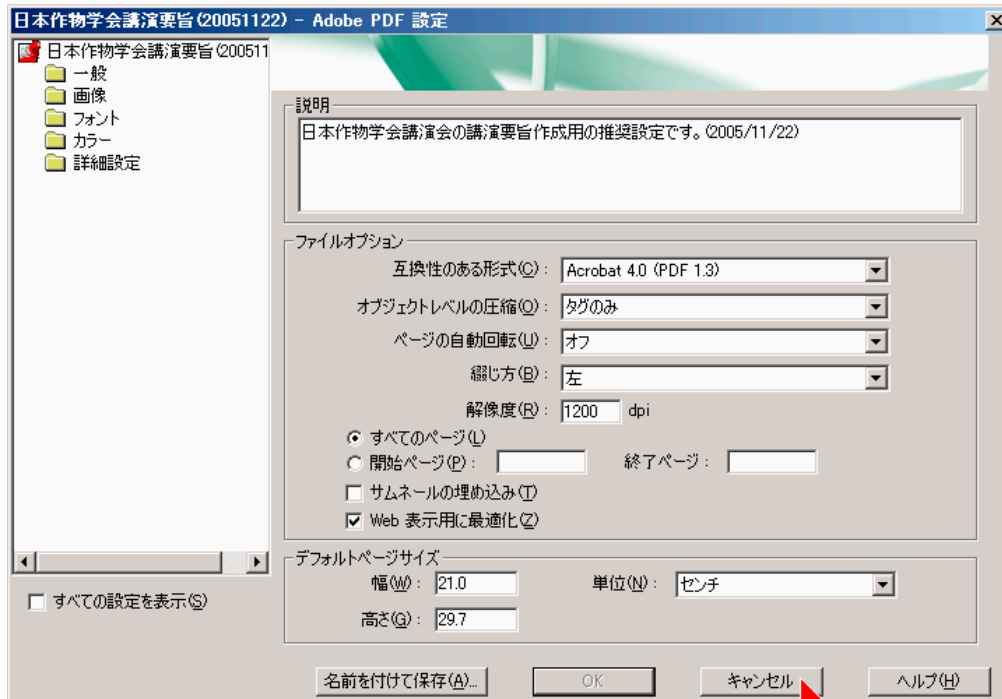 日本作物学会講演要旨(20051122) - Adobe PDF 設定
日本作物学会講演要旨(200511
一般
画像
フォント
カラー
詳細設定
すべての設定を表示(S)
説明
日本作物学会講演会の講演要旨作成用の推奨設定です。(2005/11/22)
ファイルオプション
互換性のある形式(C): Acrobat 4.0 (PDF 1.3)
オブジェクトレベルの圧縮(O): タグのみ
ページの自動回転(U): オフ
綴じ方(B): 左
解像度(R): 1200 dpi
すべてのページ(L)
開始ページ(P): 終了ページ:
サムネールの埋め込み(T)
Web 表示用に最適化(Z)
デフォルトページサイズ
幅(W): 21.0 単位(N): センチ
高さ(G): 29.7
名前を付けて保存(A)... OK キャンセル ヘルプ(H)